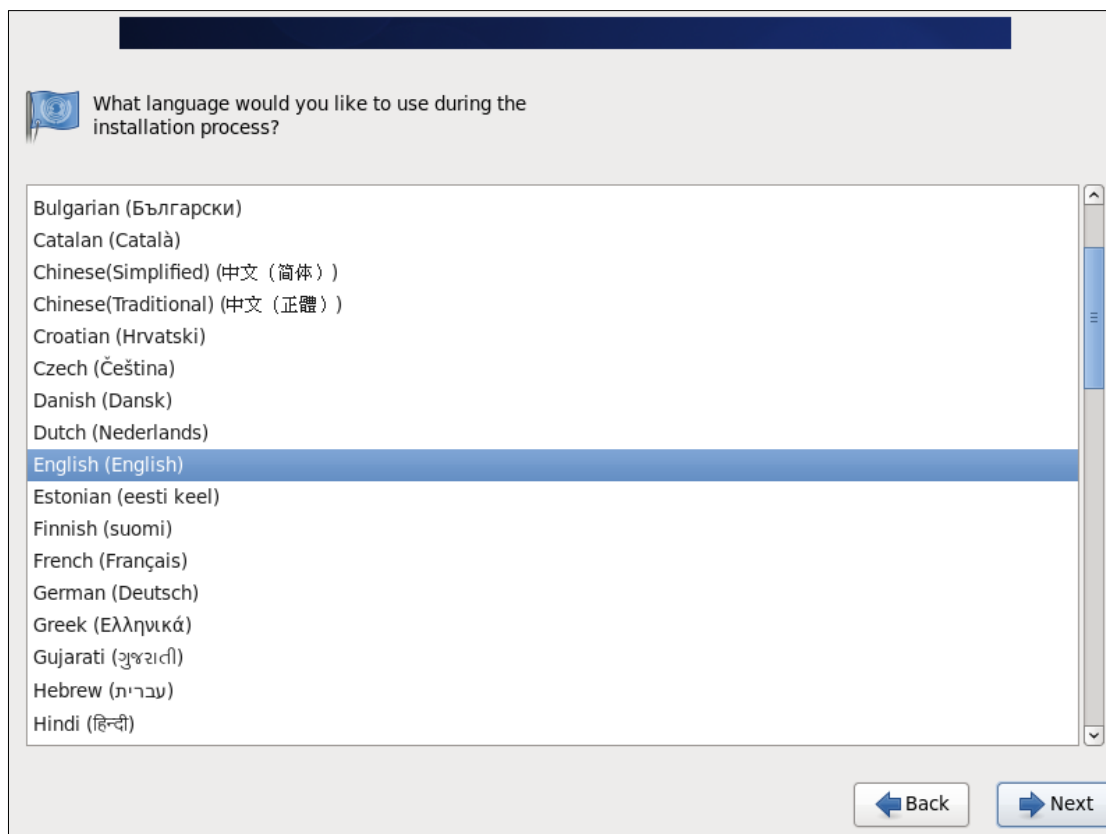 What language would you like to use during the
installation process?
Bulgarian (Български)
Catalan (Català)
Chinese(Simplified) (中文（简体）)
Chinese(Traditional) (中文（正體）)
Croatian (Hrvatski)
Czech (Čeština)
Danish (Dansk)
Dutch (Nederlands)
English (English)
Estonian (eesti keel)
Finnish (suomi)
French (Français)
German (Deutsch)
Greek (Ελληνικά)
Gujarati (ગુજરાતી)
Hebrew (עברית)
Hindi (हिन्दी)
Back Next